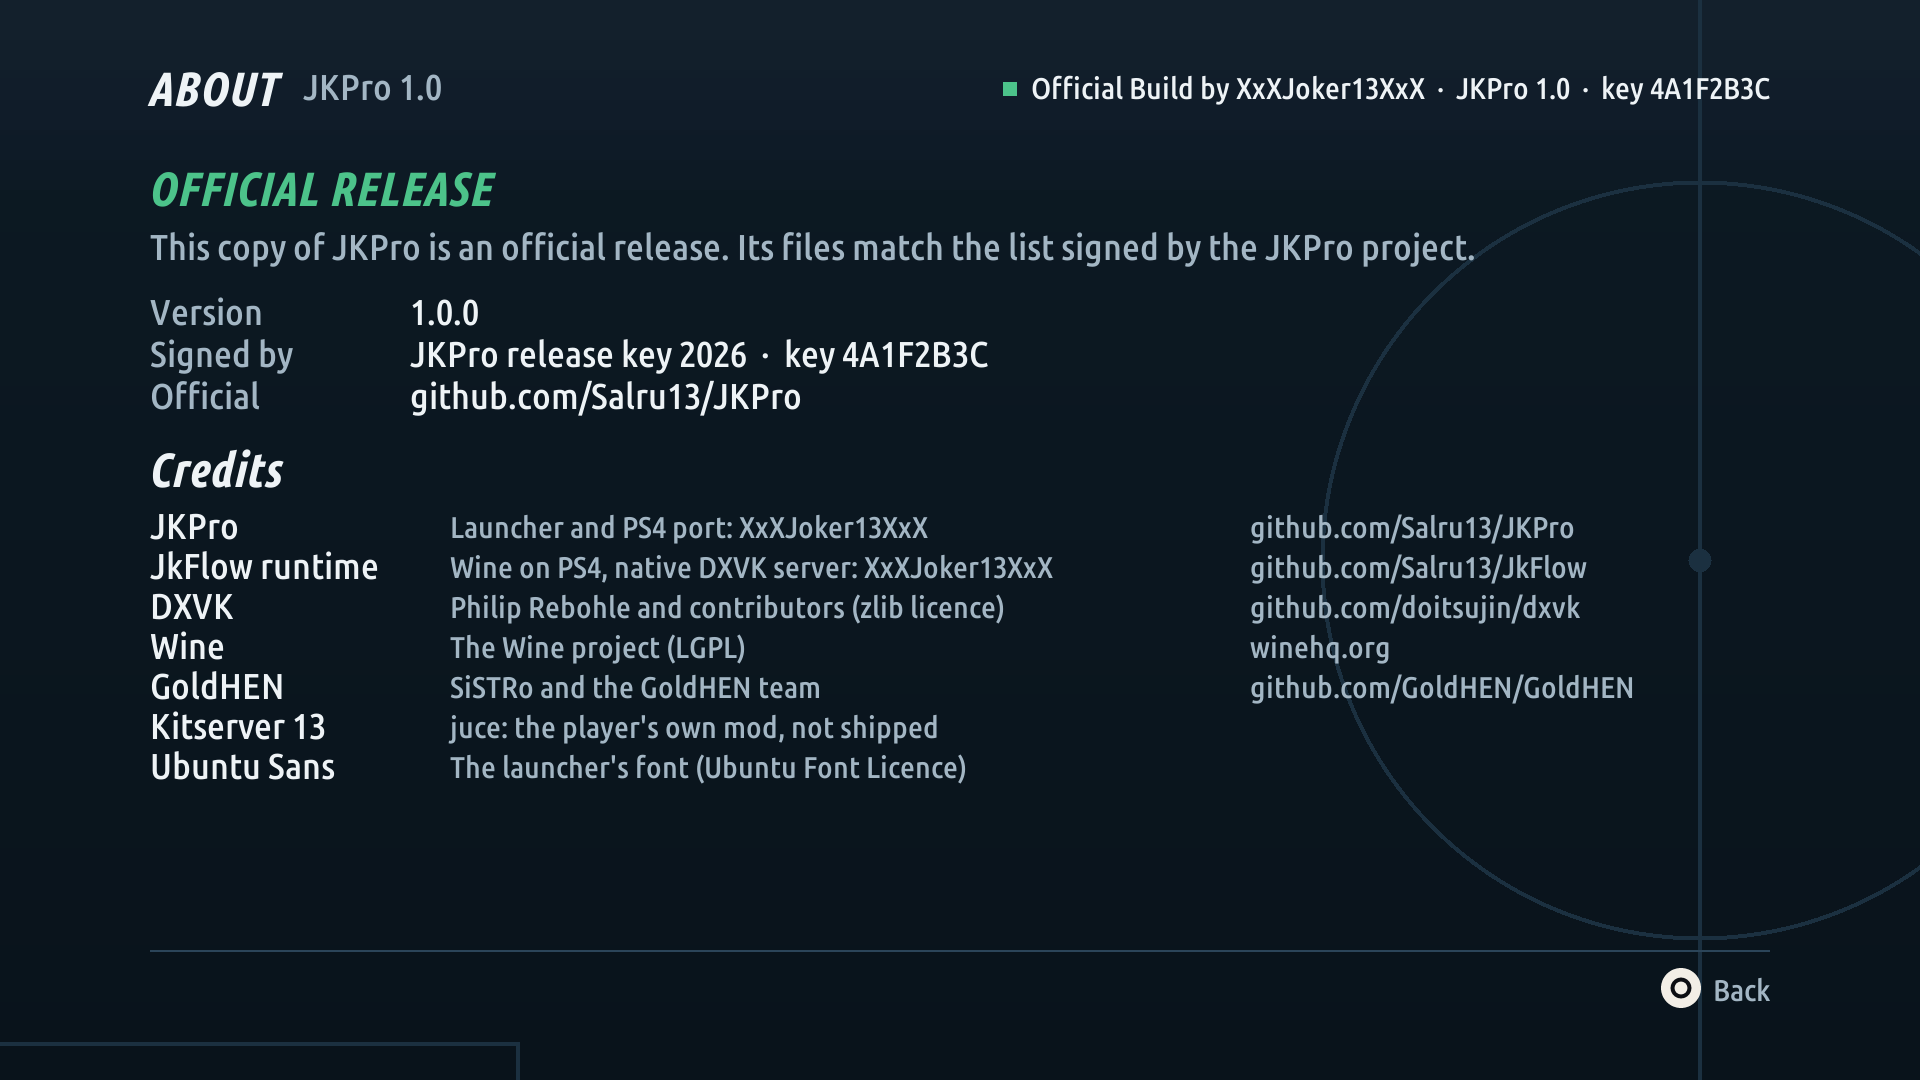 ABOUT JKPro 1.0
Official Build by XxXJoker13XxX · JKPro 1.0 · key 4A1F2B3C
OFFICIAL RELEASE
This copy of JKPro is an official release. Its files match the list signed by the JKPro project.
Version 1.0.0
Signed by JKPro release key 2026 · key 4A1F2B3C
Official github.com/Salru13/JKPro
Credits
JKPro Launcher and PS4 port: XxXJoker13XxX github.com/Salru13/JKPro
JkFlow runtime Wine on PS4, native DXVK server: XxXJoker13XxX github.com/Salru13/JkFlow
DXVK Philip Rebohle and contributors (zlib licence) github.com/doitsujin/dxvk
Wine The Wine project (LGPL) winehq.org
GoldHEN SiSTRo and the GoldHEN team github.com/GoldHEN/GoldHEN
Kitserver 13 juce: the player's own mod, not shipped
Ubuntu Sans The launcher's font (Ubuntu Font Licence)
Back